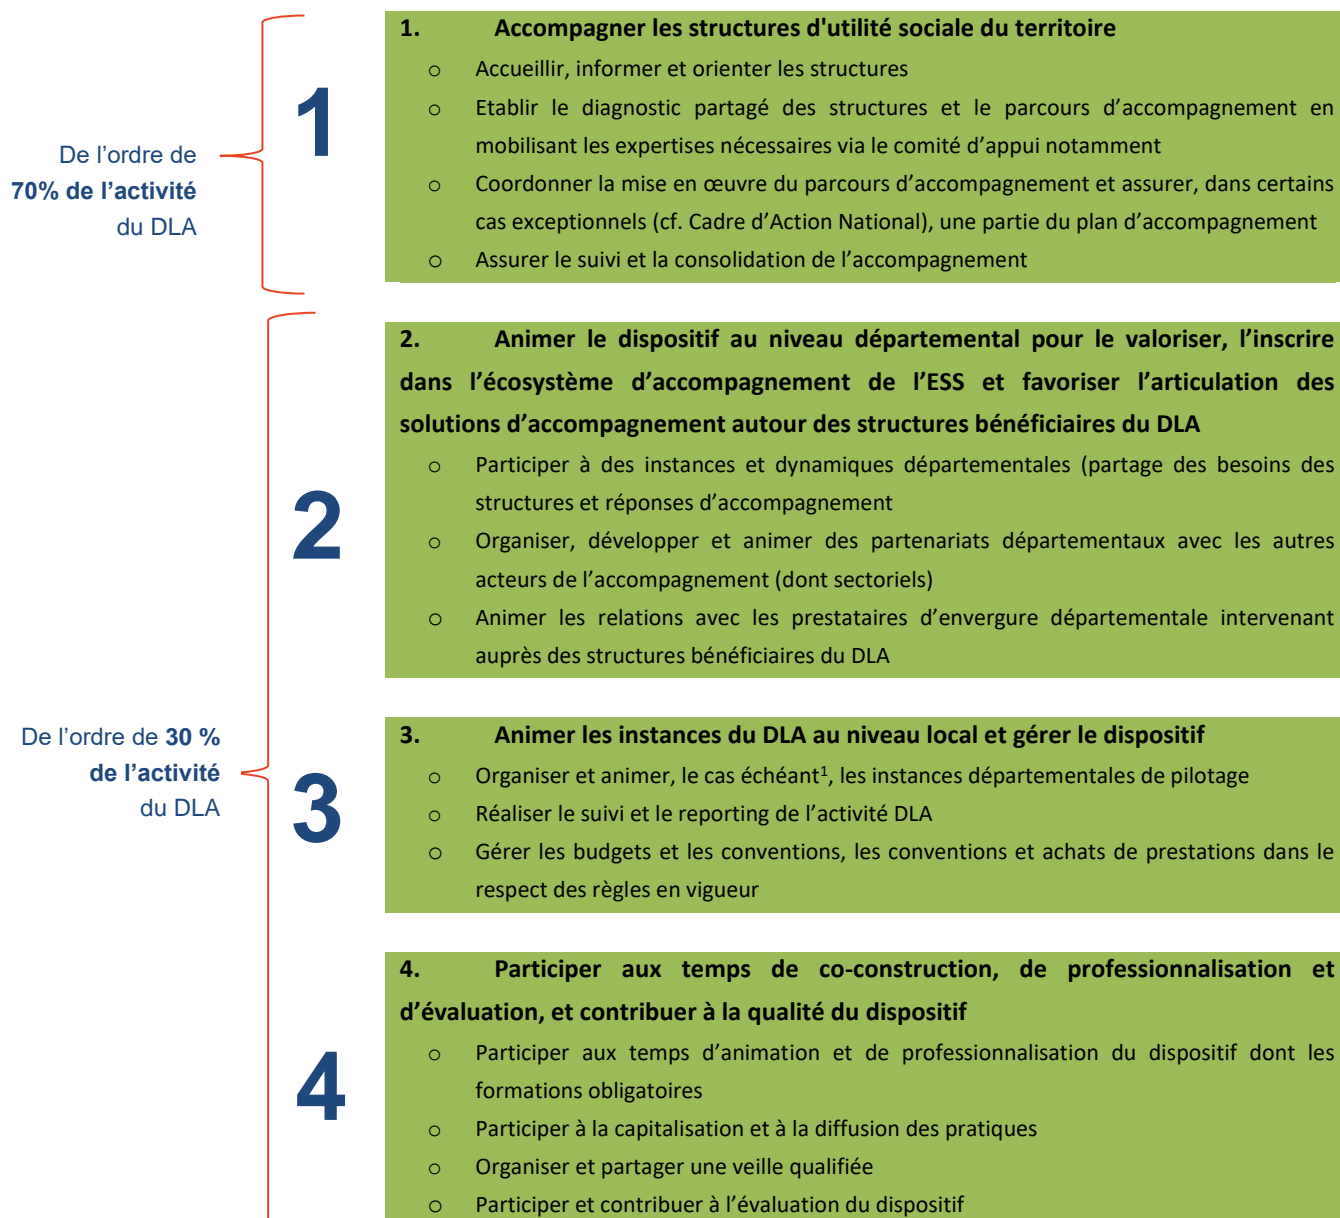 De l’ordre de
70% de l’activité
du DLA
1
1. Accompagner les structures d'utilité sociale du territoire
o Accueillir, informer et orienter les structures
o Etablir le diagnostic partagé des structures et le parcours d’accompagnement en
mobilisant les expertises nécessaires via le comité d’appui notamment
o Coordonner la mise en œuvre du parcours d’accompagnement et assurer, dans certains
cas exceptionnels (cf. Cadre d’Action National), une partie du plan d’accompagnement
o Assurer le suivi et la consolidation de l’accompagnement
De l’ordre de 30 %
de l’activité
du DLA
2
2. Animer le dispositif au niveau départemental pour le valoriser, l’inscrire
dans l’écosystème d’accompagnement de l’ESS et favoriser l’articulation des
solutions d’accompagnement autour des structures bénéficiaires du DLA
o Participer à des instances et dynamiques départementales (partage des besoins des
structures et réponses d’accompagnement
o Organiser, développer et animer des partenariats départementaux avec les autres
acteurs de l’accompagnement (dont sectoriels)
o Animer les relations avec les prestataires d’envergure départementale intervenant
auprès des structures bénéficiaires du DLA
3
3. Animer les instances du DLA au niveau local et gérer le dispositif
o Organiser et animer, le cas échéant¹, les instances départementales de pilotage
o Réaliser le suivi et le reporting de l’activité DLA
o Gérer les budgets et les conventions, les conventions et achats de prestations dans le
respect des règles en vigueur
4
4. Participer aux temps de co-construction, de professionnalisation et
d’évaluation, et contribuer à la qualité du dispositif
o Participer aux temps d’animation et de professionnalisation du dispositif dont les
formations obligatoires
o Participer à la capitalisation et à la diffusion des pratiques
o Organiser et partager une veille qualifiée
o Participer et contribuer à l’évaluation du dispositif